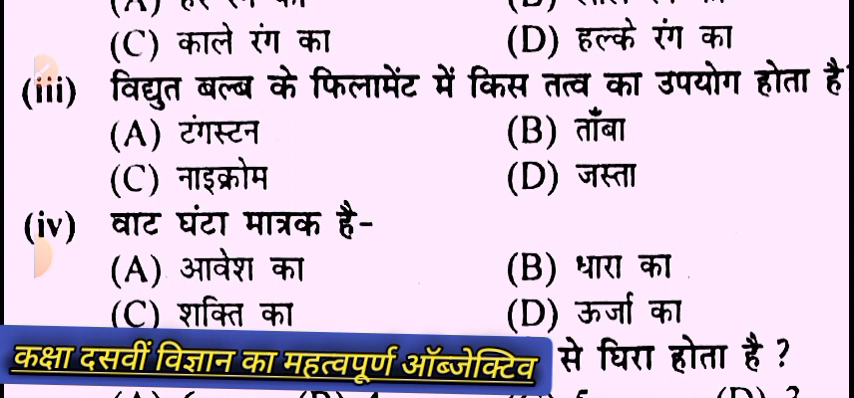 (C) काले रंग का (D) हल्के रंग का
(iii) विद्युत बल्ब के फिलामेंट में किस तत्व का उपयोग होता है
(A) टंगस्टन (B) ताँबा
(C) नाइक्रोम (D) जस्ता
(iv) वाट घंटा मात्रक है-
(A) आवेश का (B) धारा का
(C) शक्ति का (D) ऊर्जा का
कक्षा दसवीं विज्ञान का महत्वपूर्ण ऑब्जेक्टिव से घिरा होता है ?